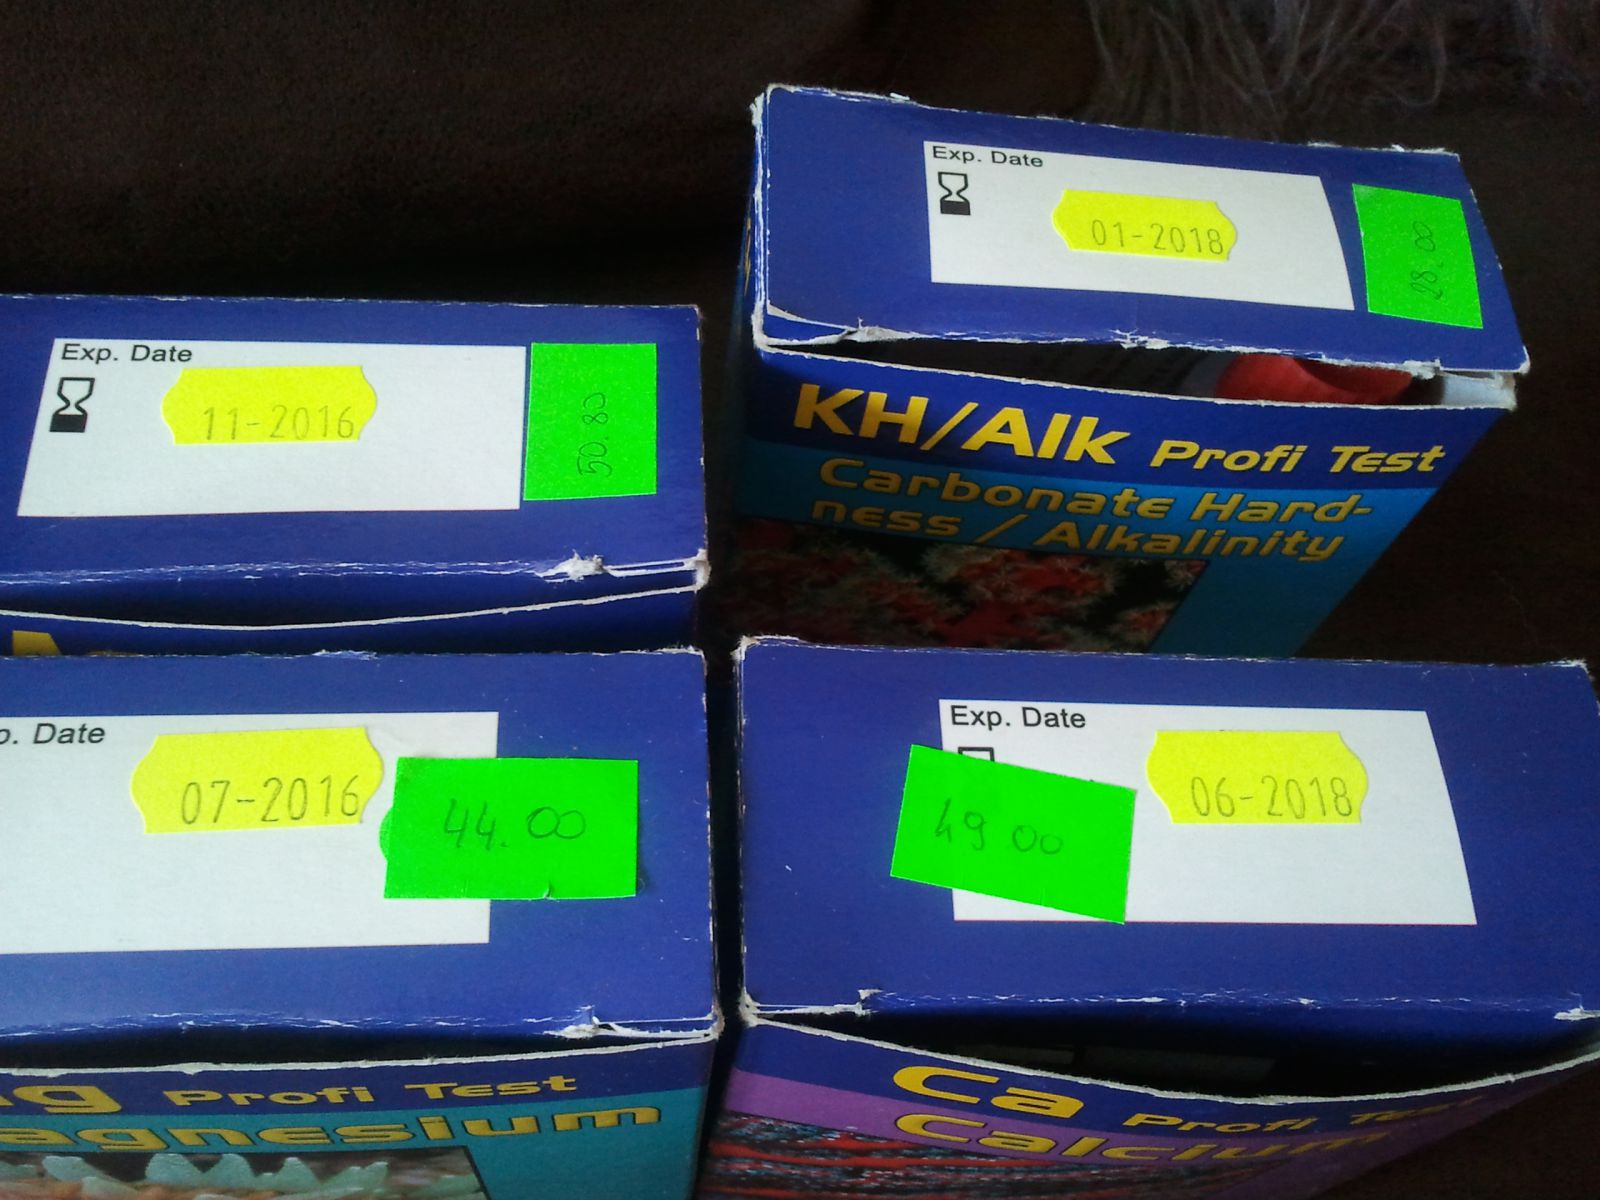 Exp. Date
01-2018
28.00
KH/Alk Profi Test
Carbonate Hard-
ness / Alkalinity
Exp. Date
11-2016
50.80
Date
07-2016
44.00
Profi Test
agnesium
Exp. Date
49 00
06-2018
Ca Profi Test
Calcium